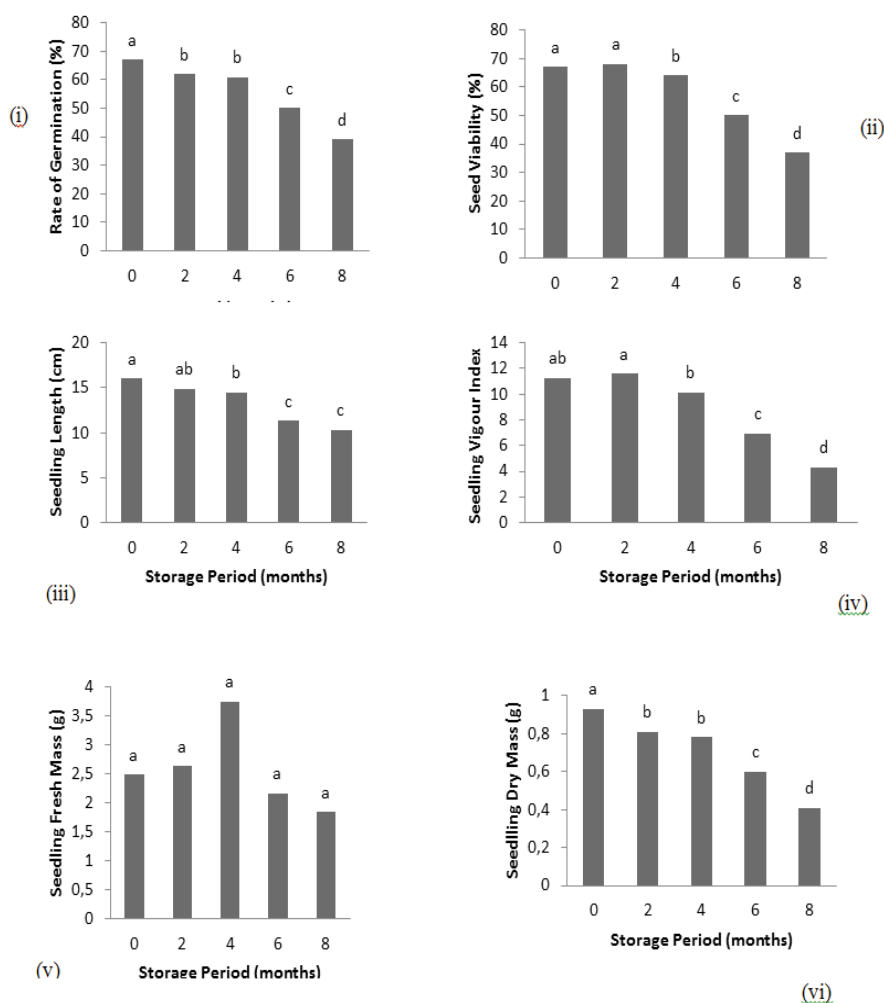 (i)
Rate of Germination (%)
80
70
60
50
40
30
20
10
0
a
b
b
c
d
0 2 4 6 8
Seed Viability (%)
80
70
60
50
40
30
20
10
0
a
a
b
c
d
0 2 4 6 8
(ii)
Seedling Length (cm)
20
15
10
5
0
a
ab
b
c
c
0 2 4 6 8
Storage Period (months)
(iii)
Seedling Vigour Index
14
12
10
8
6
4
2
0
ab
a
b
c
d
0 2 4 6 8
Storage Period (months)
(iv)
Seedling Fresh Mass (g)
4
3,5
3
2,5
2
1,5
1
0,5
0
a
a
a
a
a
0 2 4 6 8
Storage Period (months)
(v)
Seedlling Dry Mass (g)
1
0,8
0,6
0,4
0,2
0
a
b
b
c
d
0 2 4 6 8
Storage Period (months)
(vi)